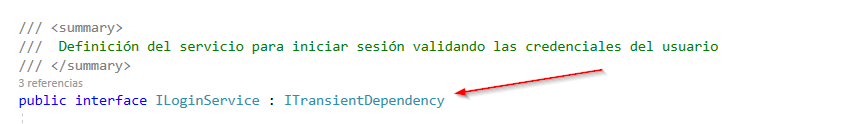 /// <summary>
/// Definición del servicio para iniciar sesión validando las credenciales del usuario
/// </summary>
3 referencias
public interface ILoginService : ITransientDependency